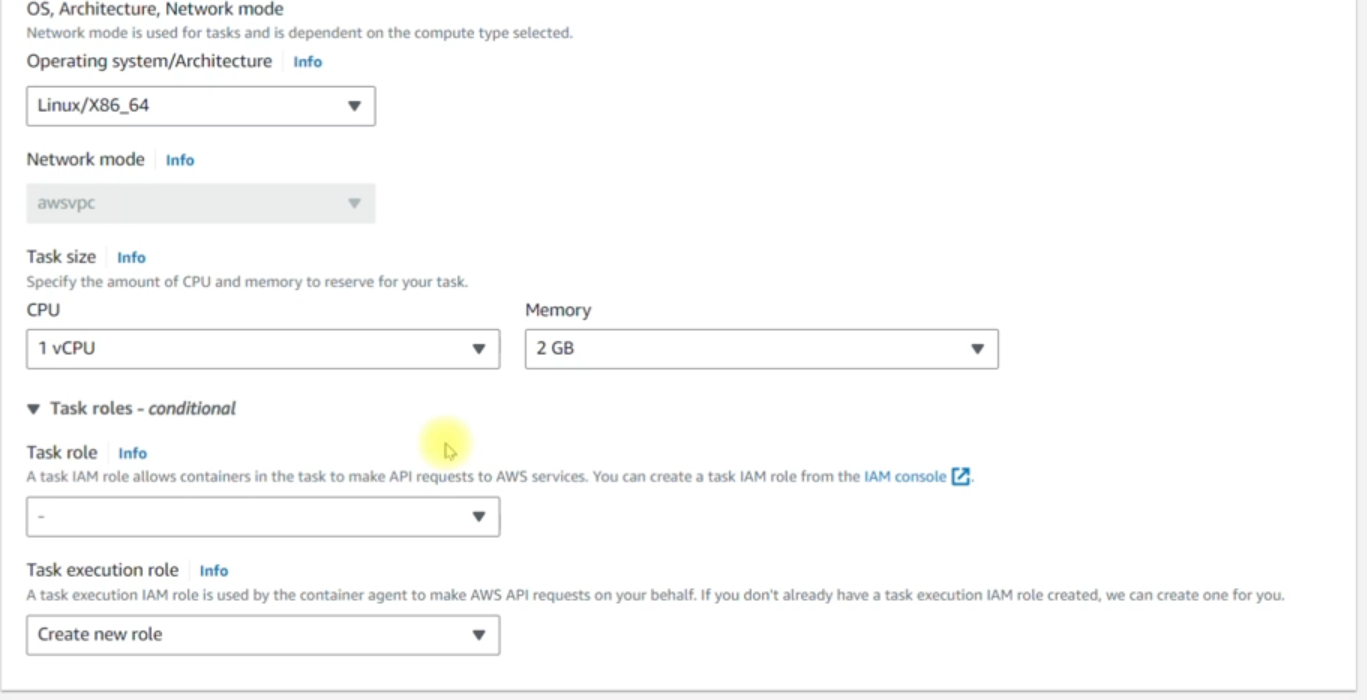 OS, Architecture, Network mode
Network mode is used for tasks and is dependent on the compute type selected.
Operating system/Architecture Info
Linux/X86_64
Network mode Info
awsvpc
Task size Info
Specify the amount of CPU and memory to reserve for your task.
CPU Memory
1 vCPU 2 GB
Task roles - conditional
Task role Info
A task IAM role allows containers in the task to make API requests to AWS services. You can create a task IAM role from the IAM console.
-
Task execution role Info
A task execution IAM role is used by the container agent to make AWS API requests on your behalf. If you don't already have a task execution IAM role created, we can create one for you.
Create new role